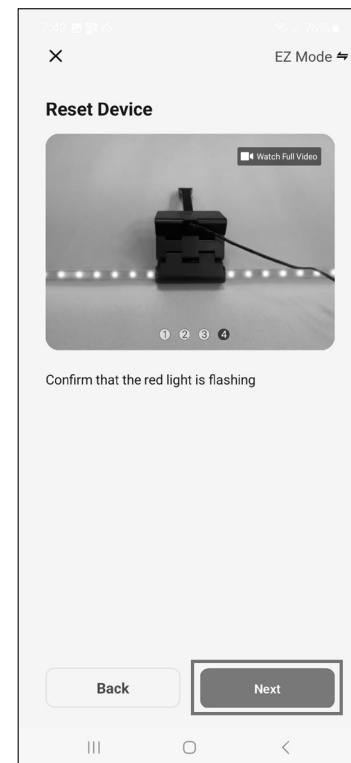 7:42
76%
EZ Mode
Reset Device
Watch Full Video
1 2 3 4
Confirm that the red light is flashing
Back
Next